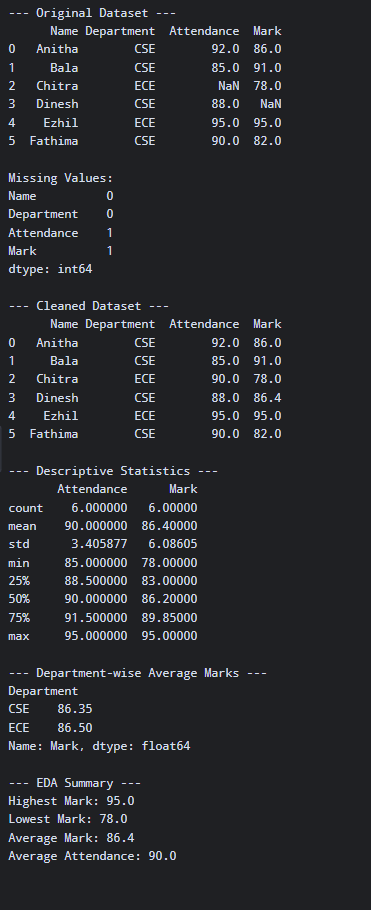 --- Original Dataset ---
      Name Department  Attendance  Mark
0   Anitha        CSE        92.0  86.0
1     Bala        CSE        85.0  91.0
2   Chitra        ECE         NaN  78.0
3   Dinesh        CSE        88.0   NaN
4    Ezhil        ECE        95.0  95.0
5  Fathima        CSE        90.0  82.0

Missing Values:
Name          0
Department    0
Attendance    1
Mark          1
dtype: int64

--- Cleaned Dataset ---
      Name Department  Attendance  Mark
0   Anitha        CSE        92.0  86.0
1     Bala        CSE        85.0  91.0
2   Chitra        ECE        90.0  78.0
3   Dinesh        CSE        88.0  86.4
4    Ezhil        ECE        95.0  95.0
5  Fathima        CSE        90.0  82.0

--- Descriptive Statistics ---
       Attendance      Mark
count    6.000000   6.00000
mean    90.000000  86.40000
std      3.405877   6.08605
min     85.000000  78.00000
25%     88.500000  83.00000
50%     90.000000  86.20000
75%     91.500000  89.85000
max     95.000000  95.00000

--- Department-wise Average Marks ---
Department
CSE    86.35
ECE    86.50
Name: Mark, dtype: float64

--- EDA Summary ---
Highest Mark: 95.0
Lowest Mark: 78.0
Average Mark: 86.4
Average Attendance: 90.0